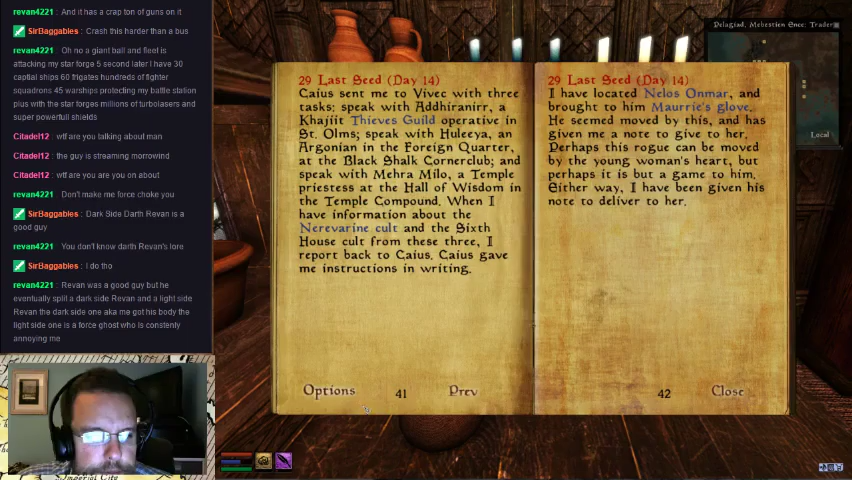 revan4221 : And it has a crap ton of guns on it
SirBaggables : Crash this harder than a bus
revan4221 : Oh no a giant ball and fleet is
attacking my star forge 5 second later I have 30
captial ships 60 frigates hundreds of fighter
squadrons 45 warships protecting my battle station
plus with the star forges millions of turbolasers and
super powerfull shields
Citadel12 : wtf are you talking about man
Citadel12 : the guy is streaming morrowind
Citadel12 : wtf are you are you on about
revan4221 : Don't make me force choke you
SirBaggables : Dark Side Darth Revan is a
good guy
revan4221 : You don't know darth Revan's lore
SirBaggables : I do tho
revan4221 : Revan was a good guy but he
eventually split a dark side Revan and a light side
Revan the dark side one aka me got his body the
light side one is a force ghost who is constenly
annoying me
29 Last Seed (Day 14)
Caius sent me to Vivec with three
tasks: speak with Addhiranirr, a
Khajiit Thieves Guild operative in
St. Olms; speak with Huleeya, an
Argonian in the Foreign Quarter,
at the Black Shalk Cornerclub; and
speak with Mehra Milo, a Temple
priestess at the Hall of Wisdom in
the Temple Compound. When I
have information about the
Nerevarine cult and the Sixth
House cult from these three, I
report back to Caius. Caius gave
me instructions in writing.
Options
41
Prev
29 Last Seed (Day 14)
I have located Nelos Onmar, and
brought to him Maurrie's glove.
He seemed moved by this, and has
given me a note to give to her.
Perhaps this rogue can be moved
by the young woman's heart, but
perhaps it is but a game to him.
Either way, I have been given his
note to deliver to her.
42
Close
Pelagiad, Mebestien Ence: Trader
Local
Imperial City